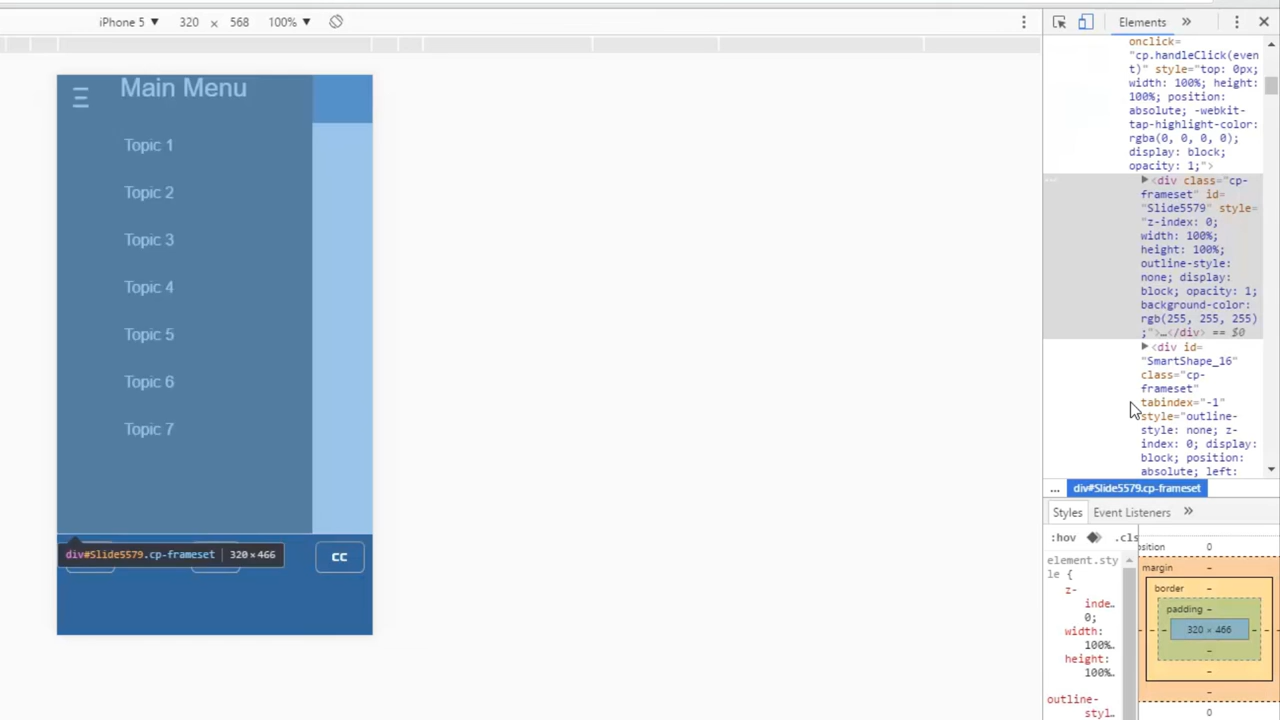 iPhone 5 ▼ 320 × 568 100% ▼
Elements »
Main Menu
Topic 1
Topic 2
Topic 3
Topic 4
Topic 5
Topic 6
Topic 7
div#Slide5579.cp-frameset | 320×466
CC
onclick=
"cp.handleClick(even
t)" style="top: 0px;
width: 100%; height:
100%; position:
absolute; -webkit-
tap-highlight-color:
rgba(0, 0, 0, 0);
display: block;
opacity: 1;">
▶<div class="cp-
frameset" id=
"Slide5579" style=
"z-index: 0;
width: 100%;
height: 100%;
outline-style:
none; display:
block; opacity: 1;
background-color:
rgb(255, 255, 255)
;">…</div> == $0
▶<div id=
"SmartShape_16"
class="cp-
frameset"
tabindex="-1"
style="outline-
style: none; z-
index: 0; display:
block; position:
absolute; left:
... div#Slide5579.cp-frameset
Styles Event Listeners »
:hov .cls
element.sty
le {
z-
inde…
0;
width:
100%…
height:
100%…
outline-
styl…
sition 0
margin –
border –
padding –
– – – 320 × 466 – – –
–
–
–
0